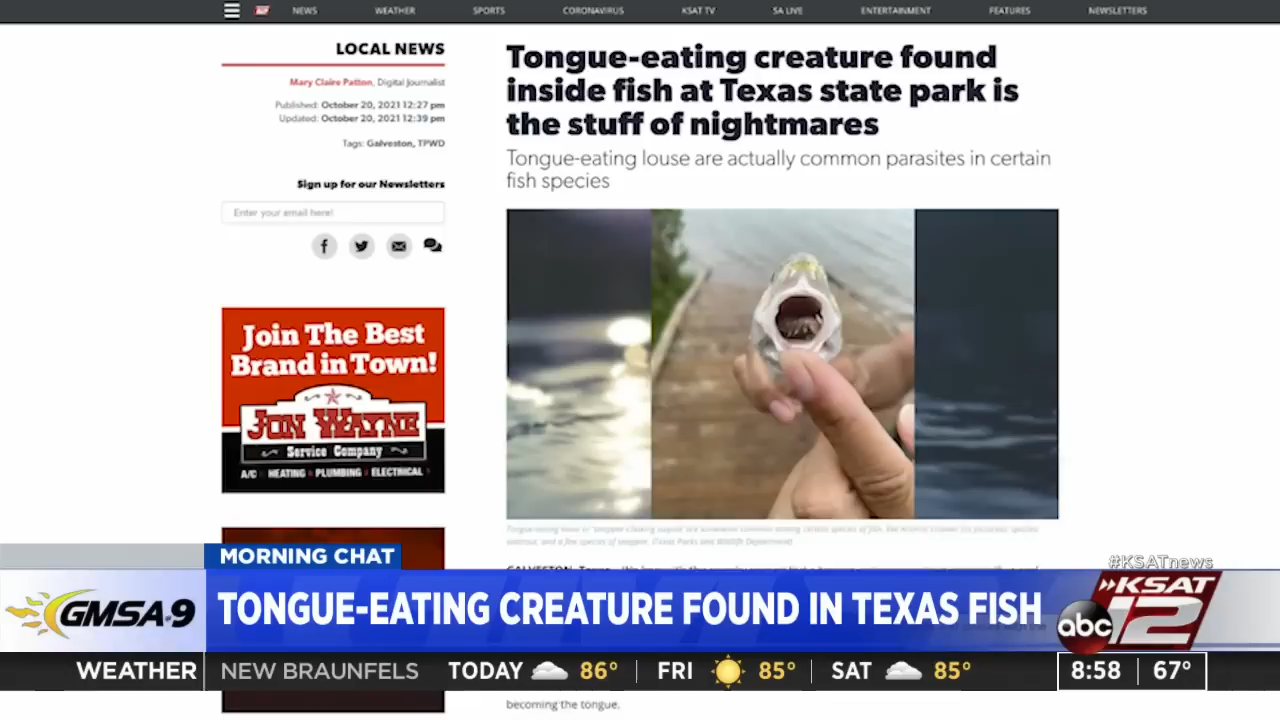 NEWS WEATHER SPORTS CORONAVIRUS KSAT TV SA LIVE ENTERTAINMENT FEATURES NEWSLETTERS
LOCAL NEWS
Mary Claire Patton, Digital Journalist
Published: October 20, 2021 12:27 pm
Updated: October 20, 2021 12:39 pm
Tags: Galveston, TPWD
Sign up for our Newsletters
Enter your email here!
Join The Best
Brand in Town!
JON WAYNE
Service Company
A/C HEATING PLUMBING ELECTRICAL
Tongue-eating creature found
inside fish at Texas state park is
the stuff of nightmares
Tongue-eating louse are actually common parasites in certain
fish species
becoming the tongue.
MORNING CHAT
#KSATnews
GMSA@9
TONGUE-EATING CREATURE FOUND IN TEXAS FISH
abc KSAT 12
WEATHER NEW BRAUNFELS TODAY 86° FRI 85° SAT 85° 8:58 67°